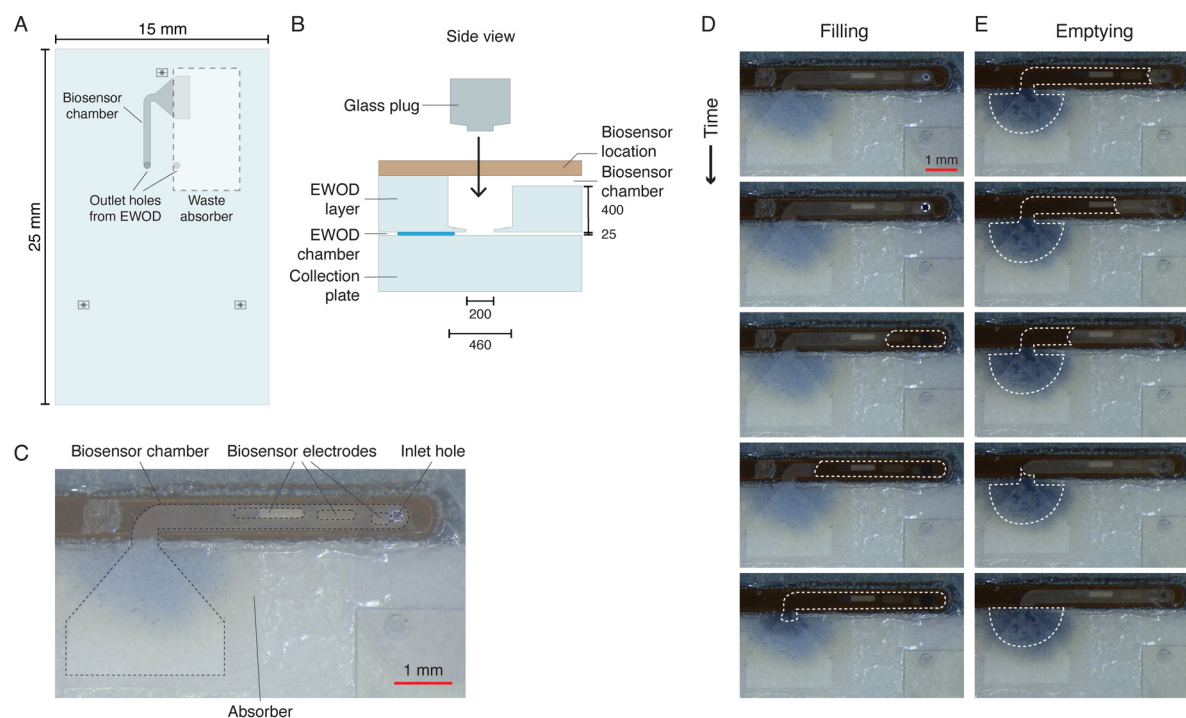 A
15 mm
25 mm
Biosensor
chamber
Outlet holes
from EWOD
Waste
absorber
B
Side view
Glass plug
Biosensor
location
Biosensor
chamber
EWOD
layer
400
EWOD
chamber
25
Collection
plate
200
460
C
Biosensor chamber
Biosensor electrodes
Inlet hole
1 mm
Absorber
D
Filling
Time
1 mm
E
Emptying